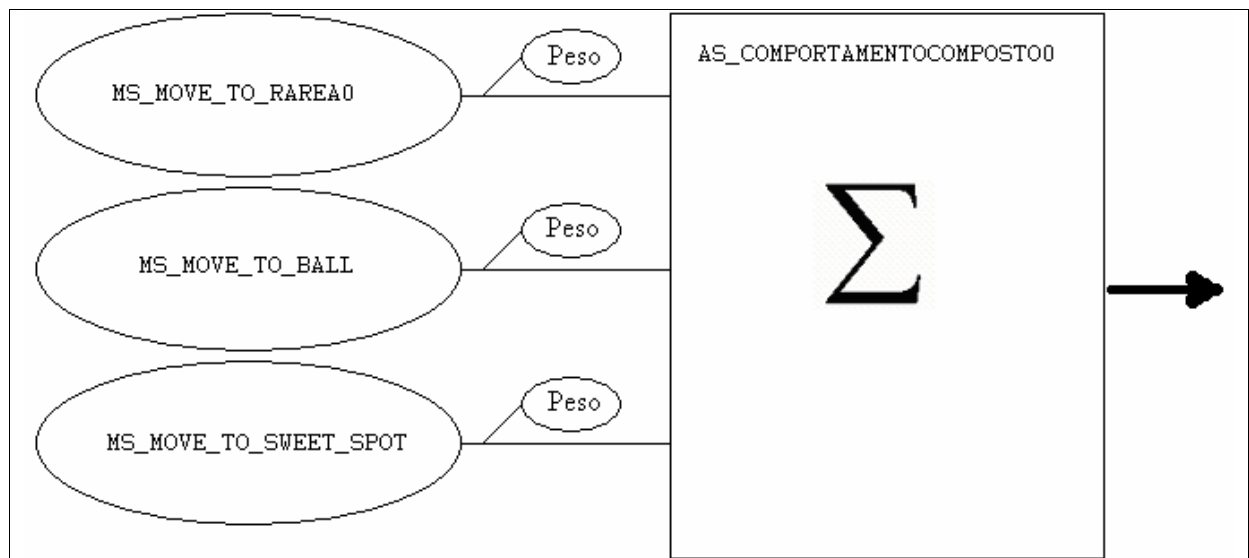 Peso
AS_COMPORTAMENTOCOMPOSTO0
MS_MOVE_TO_RAREA0
Peso
MS_MOVE_TO_BALL
Σ
Peso
MS_MOVE_TO_SWEET_SPOT